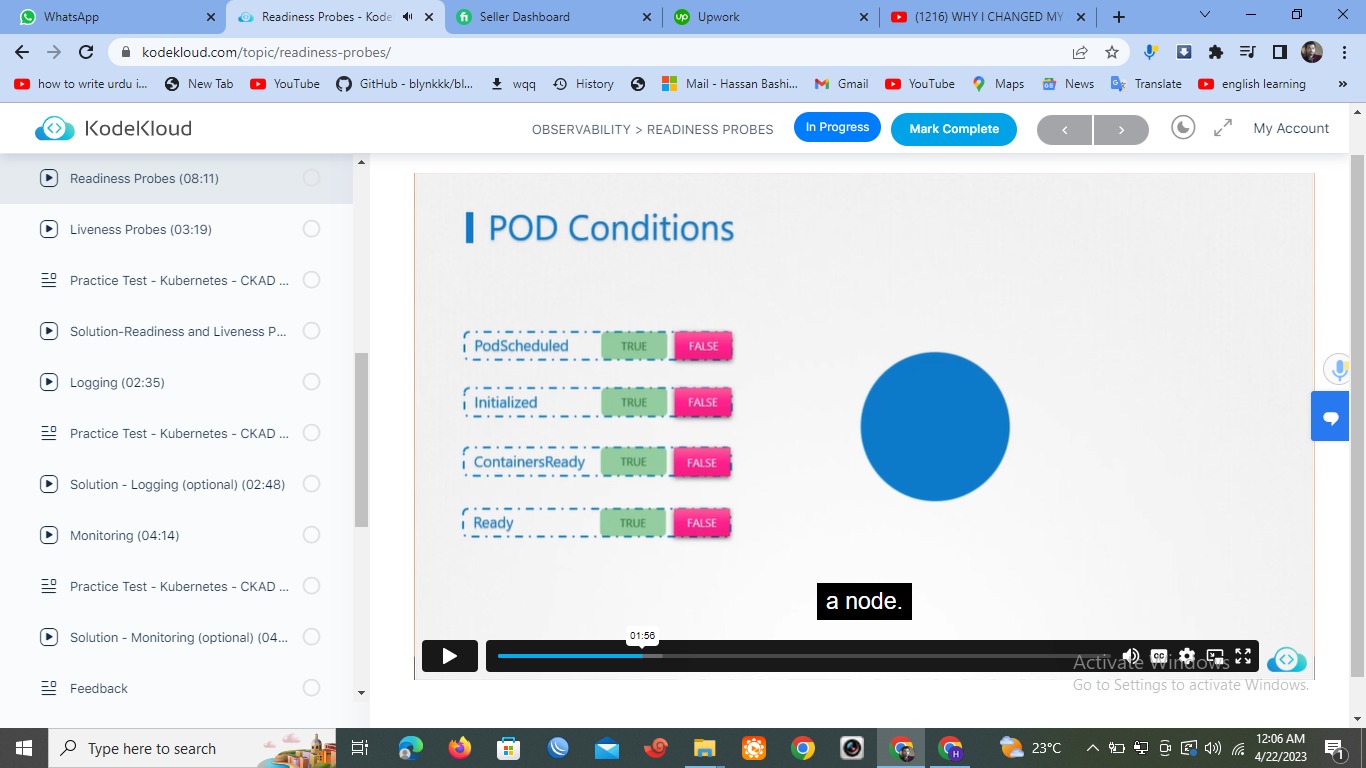 WhatsApp
Readiness Probes - Kode
Seller Dashboard
Upwork
(1216) WHY I CHANGED MY
kodekloud.com/topic/readiness-probes/
how to write urdu i...
New Tab
YouTube
GitHub - blynkkk/bl...
wqq
History
Mail - Hassan Bashi...
Gmail
YouTube
Maps
News
Translate
english learning
»
KodeKloud
OBSERVABILITY > READINESS PROBES
In Progress
Mark Complete
My Account
Readiness Probes (08:11)
Liveness Probes (03:19)
Practice Test - Kubernetes - CKAD ...
Solution-Readiness and Liveness P...
Logging (02:35)
Practice Test - Kubernetes - CKAD ...
Solution - Logging (optional) (02:48)
Monitoring (04:14)
Practice Test - Kubernetes - CKAD ...
Solution - Monitoring (optional) (04...
Feedback
POD Conditions
PodScheduled TRUE FALSE
Initialized TRUE FALSE
ContainersReady TRUE FALSE
Ready TRUE FALSE
a node.
01:56
CC
Activate Windows
Go to Settings to activate Windows.
Type here to search
23°C
12:06 AM
4/22/2023
1